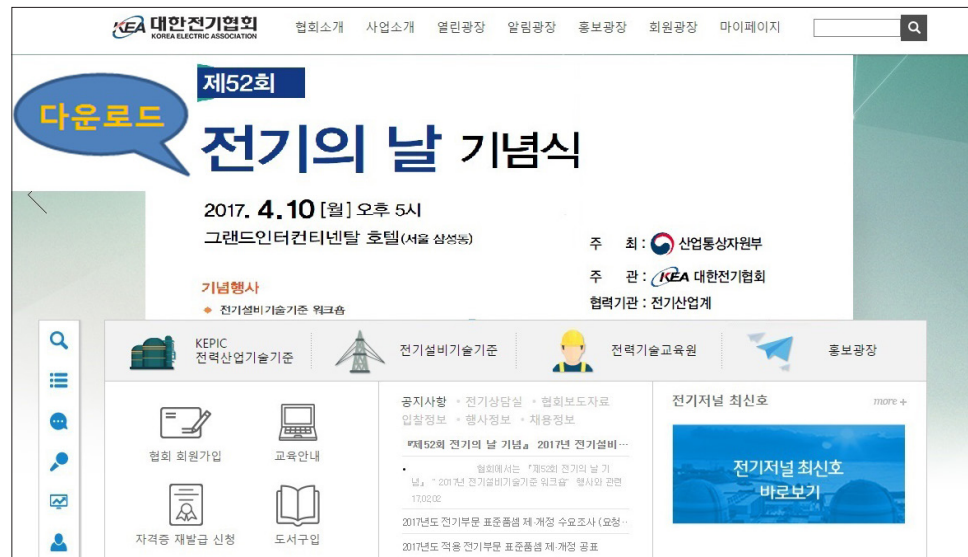 KEA 대한전기협회
KOREA ELECTRIC ASSOCIATION
협회소개 사업소개 열린광장 알림광장 홍보광장 회원광장 마이페이지
제52회
다운로드
전기의 날 기념식
2017. 4.10 [월] 오후 5시
그랜드인터컨티넨탈 호텔(서울 삼성동)
주 최 : 산업통상자원부
주 관 : KEA 대한전기협회
협력기관 : 전기산업계
기념행사
전기설비기술기준 워크숍
KEPIC
전력산업기술기준
전기설비기술기준
전력기술교육원
홍보광장
협회 회원가입
교육안내
자격증 재발급 신청
도서구입
공지사항 • 전기상담실 • 협회보도자료
입찰정보 • 행사정보 • 채용정보
『제52회 전기의 날 기념』 2017년 전기설비…
협회에서는 『제52회 전기의 날 기
념』 " 2017년 전기설비기술기준 워크숍" 행사와 관련
17.02.02
2017년도 전기부문 표준품셈 제·개정 수요조사 (요청…
2017년도 적용 전기부문 표준품셈 제·개정 공표
전기저널 최신호
more +
전기저널 최신호
바로보기